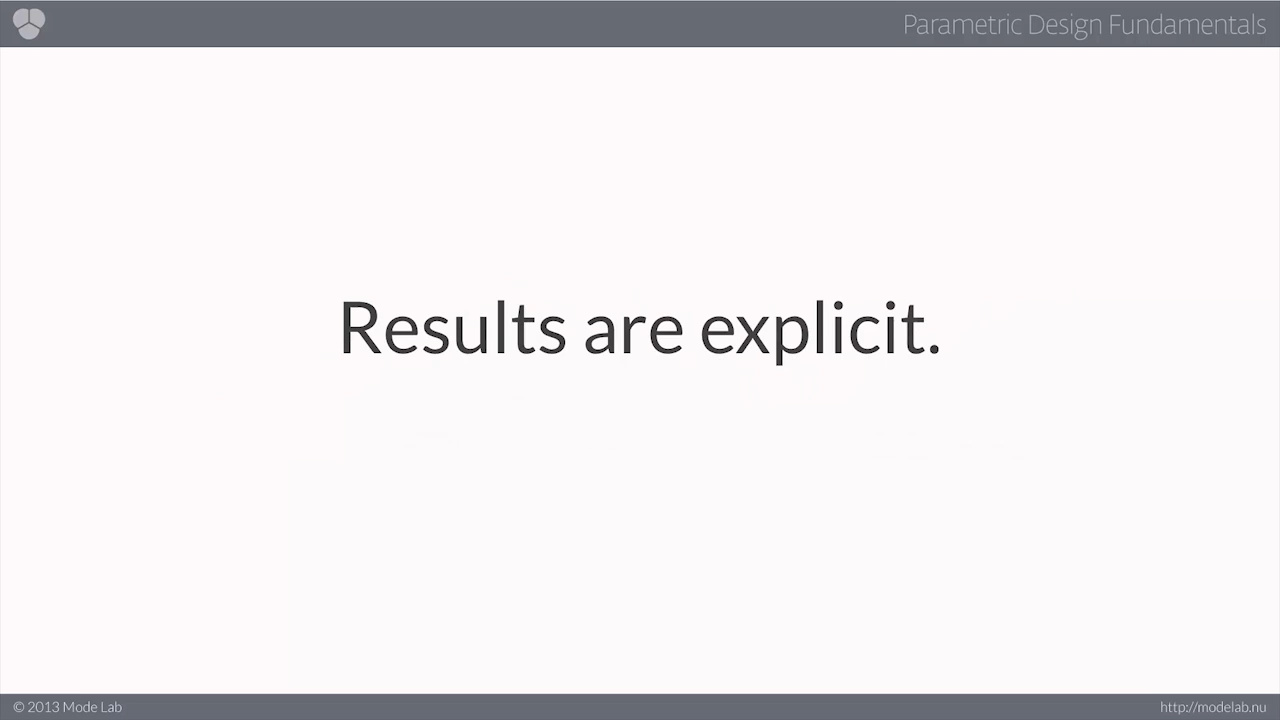 Parametric Design Fundamentals
Results are explicit.
© 2013 Mode Lab
http://modelab.nu